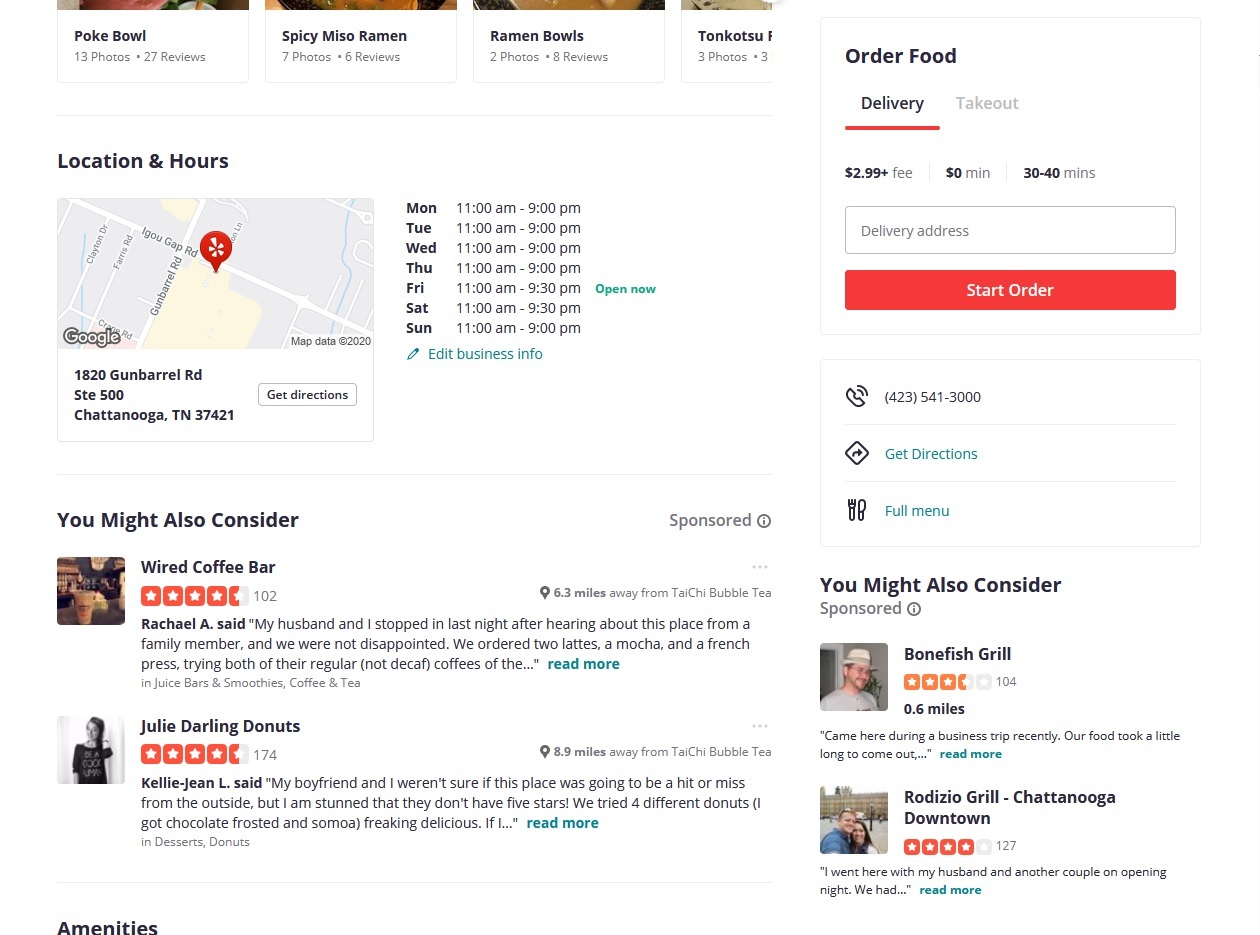 Poke Bowl
13 Photos • 27 Reviews
Spicy Miso Ramen
7 Photos • 6 Reviews
Ramen Bowls
2 Photos • 8 Reviews
Tonkotsu
3 Photos • 3
Location & Hours
Clayton Dr
Farris Rd
Igou Gap Rd
Gunbarrel Rd
Crane Rd
on Ln
Google
Map data ©2020
1820 Gunbarrel Rd
Ste 500
Chattanooga, TN 37421
Get directions
Mon 11:00 am - 9:00 pm
Tue 11:00 am - 9:00 pm
Wed 11:00 am - 9:00 pm
Thu 11:00 am - 9:00 pm
Fri 11:00 am - 9:30 pm Open now
Sat 11:00 am - 9:30 pm
Sun 11:00 am - 9:00 pm
Edit business info
You Might Also Consider
Sponsored
Wired Coffee Bar
102
6.3 miles away from TaiChi Bubble Tea
Rachael A. said "My husband and I stopped in last night after hearing about this place from a
family member, and we were not disappointed. We ordered two lattes, a mocha, and a french
press, trying both of their regular (not decaf) coffees of the..." read more
in Juice Bars & Smoothies, Coffee & Tea
Julie Darling Donuts
174
8.9 miles away from TaiChi Bubble Tea
Kellie-Jean L. said "My boyfriend and I weren't sure if this place was going to be a hit or miss
from the outside, but I am stunned that they don't have five stars! We tried 4 different donuts (I
got chocolate frosted and somoa) freaking delicious. If I..." read more
in Desserts, Donuts
Amenities
Order Food
Delivery
Takeout
$2.99+ fee
$0 min
30-40 mins
Delivery address
Start Order
(423) 541-3000
Get Directions
Full menu
You Might Also Consider
Sponsored
Bonefish Grill
104
0.6 miles
"Came here during a business trip recently. Our food took a little
long to come out,..." read more
Rodizio Grill - Chattanooga
Downtown
127
"I went here with my husband and another couple on opening
night. We had..." read more